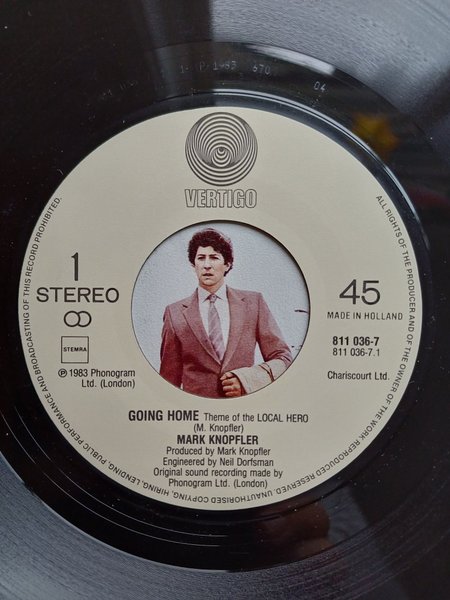 VERTIGO
1
STEREO
STEMRA
℗ 1983 Phonogram
Ltd. (London)
45
MADE IN HOLLAND
811 036-7
811 036-7.1
Chariscourt Ltd.
GOING HOME Theme of the LOCAL HERO
(M. Knopfler)
MARK KNOPFLER
Produced by Mark Knopfler
Engineered by Neil Dorfsman
Original sound recording made by
Phonogram Ltd. (London)
ALL RIGHTS OF THE PRODUCER AND OF THE OWNER OF THE WORK REPRODUCED RESERVED. UNAUTHORISED COPYING, HIRING, LENDING, PUBLIC PERFORMANCE AND BROADCASTING OF THIS RECORD PROHIBITED.
670
04